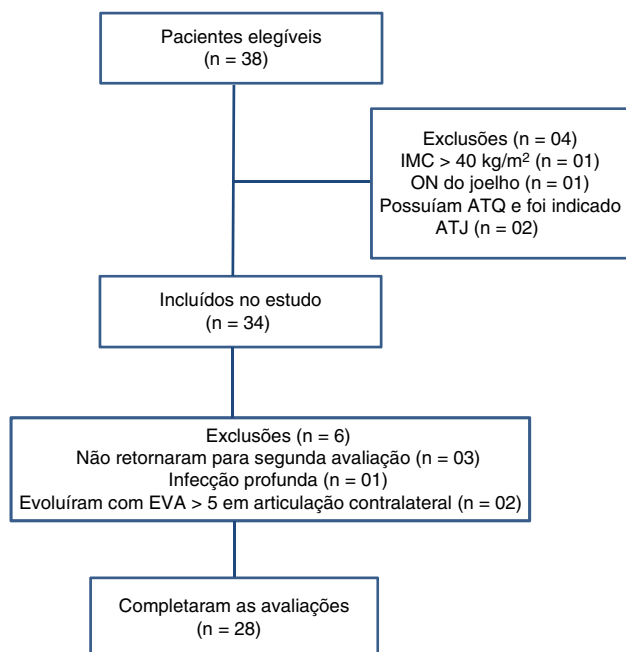 Pacientes elegíveis
(n = 38)
Exclusões (n = 04)
IMC > 40 kg/m² (n = 01)
ON do joelho (n = 01)
Possuíam ATQ e foi indicado
ATJ (n = 02)
Incluídos no estudo
(n = 34)
Exclusões (n = 6)
Não retornaram para segunda avaliação (n = 03)
Infecção profunda (n = 01)
Evoluíram com EVA > 5 em articulação contralateral (n = 02)
Completaram as avaliações
(n = 28)